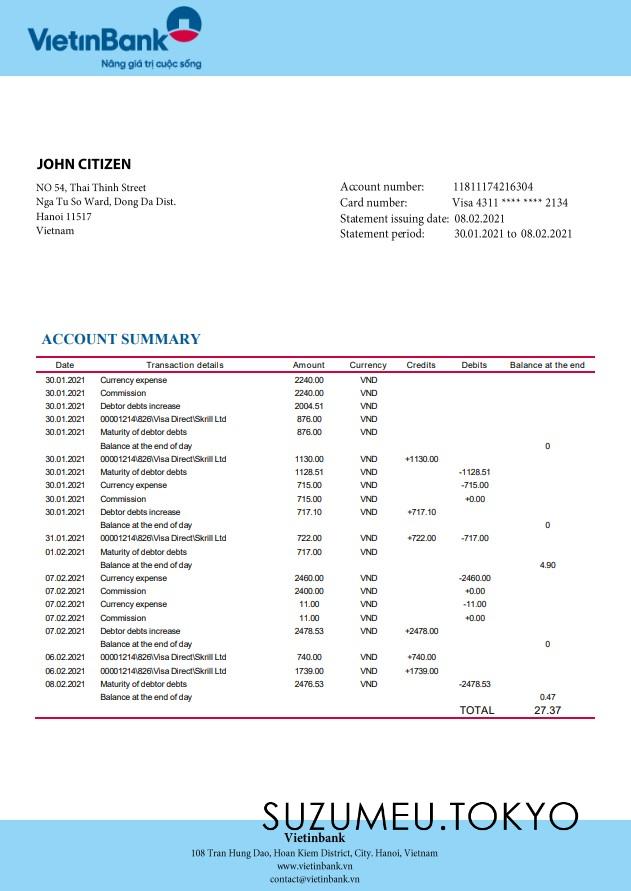 VietinBank
Nâng giá trị cuộc sống
JOHN CITIZEN
NO 54, Thai Thinh Street
Nga Tu So Ward, Dong Da Dist.
Hanoi 11517
Vietnam
Account number: 11811174216304
Card number: Visa 4311 **** **** 2134
Statement issuing date: 08.02.2021
Statement period: 30.01.2021 to 08.02.2021
ACCOUNT SUMMARY
Date Transaction details Amount Currency Credits Debits Balance at the end
30.01.2021 Currency expense 2240.00 VND
30.01.2021 Commission 2240.00 VND
30.01.2021 Debtor debts increase 2004.51 VND
30.01.2021 00001214\826\Visa Direct\Skrill Ltd 876.00 VND
30.01.2021 Maturity of debtor debts 876.00 VND
Balance at the end of day 0
30.01.2021 00001214\826\Visa Direct\Skrill Ltd 1130.00 VND +1130.00
30.01.2021 Maturity of debtor debts 1128.51 VND -1128.51
30.01.2021 Currency expense 715.00 VND -715.00
30.01.2021 Commission 715.00 VND +0.00
30.01.2021 Debtor debts increase 717.10 VND +717.10
Balance at the end of day 0
31.01.2021 00001214\826\Visa Direct\Skrill Ltd 722.00 VND +722.00 -717.00
01.02.2021 Maturity of debtor debts 717.00 VND
Balance at the end of day 4.90
07.02.2021 Currency expense 2460.00 VND -2460.00
07.02.2021 Commission 2400.00 VND +0.00
07.02.2021 Currency expense 11.00 VND -11.00
07.02.2021 Commission 11.00 VND +0.00
07.02.2021 Debtor debts increase 2478.53 VND +2478.00
Balance at the end of day 0
06.02.2021 00001214\826\Visa Direct\Skrill Ltd 740.00 VND +740.00
06.02.2021 00001214\826\Visa Direct\Skrill Ltd 1739.00 VND +1739.00
08.02.2021 Maturity of debtor debts 2476.53 VND -2478.53
Balance at the end of day 0.47
TOTAL 27.37
SUZUMEU.TOKYO
Vietinbank
108 Tran Hung Dao, Hoan Kiem District, City. Hanoi, Vietnam
www.vietinbank.vn
contact@vietinbank.vn